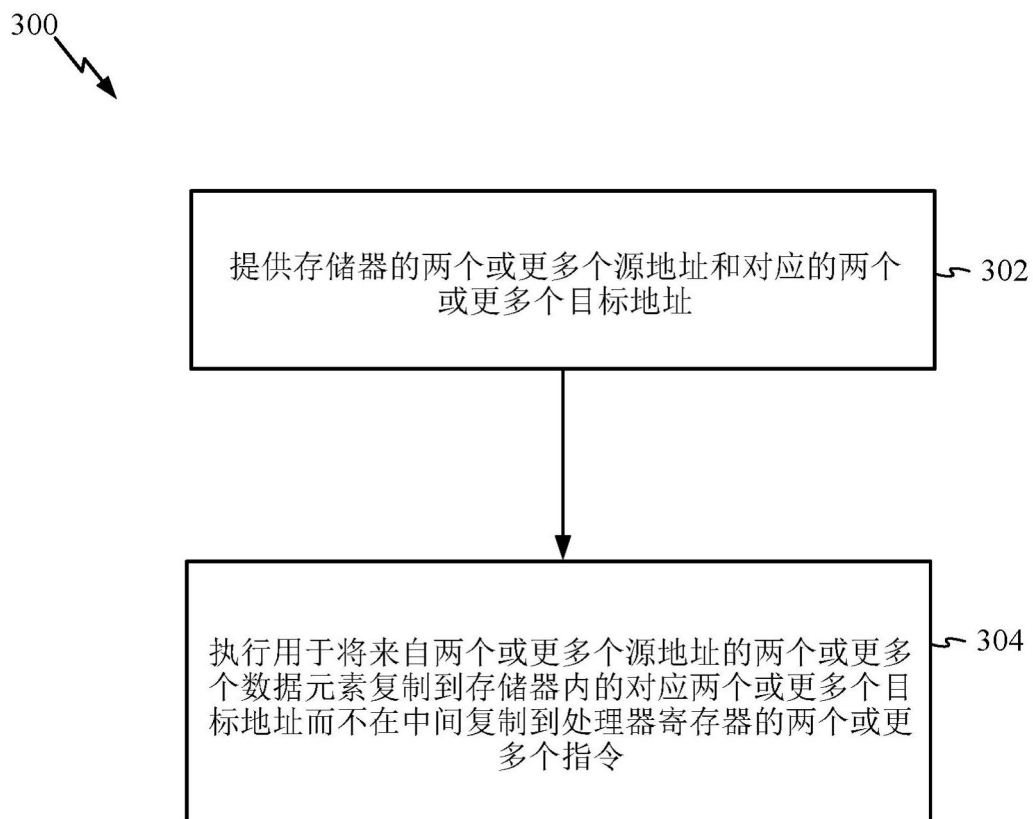 300
提供存储器的两个或更多个源地址和对应的两个
或更多个目标地址
302
执行用于将来自两个或更多个源地址的两个或更多
个数据元素复制到存储器内的对应两个或更多个目
标地址而不在中间复制到处理器寄存器的两个或更
多个指令
304